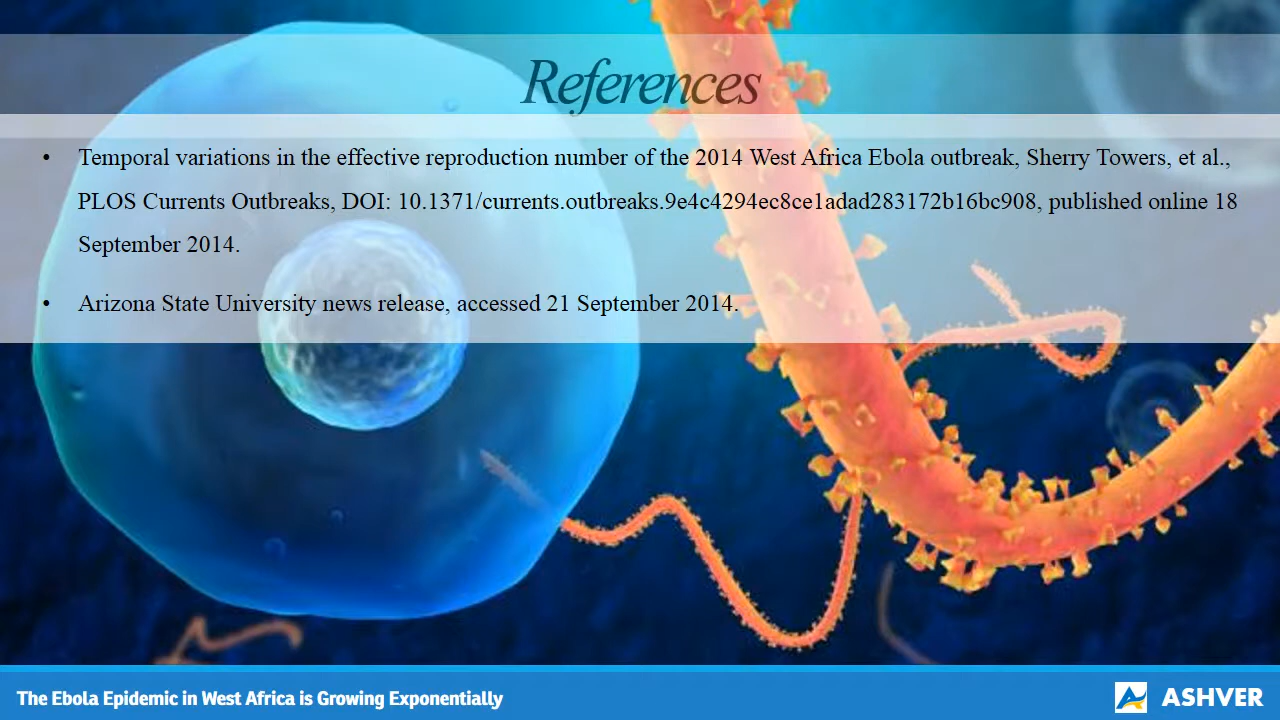 References
• Temporal variations in the effective reproduction number of the 2014 West Africa Ebola outbreak, Sherry Towers, et al.,
PLOS Currents Outbreaks, DOI: 10.1371/currents.outbreaks.9e4c4294ec8ce1adad283172b16bc908, published online 18
September 2014.
• Arizona State University news release, accessed 21 September 2014.
The Ebola Epidemic in West Africa is Growing Exponentially
ASHVER